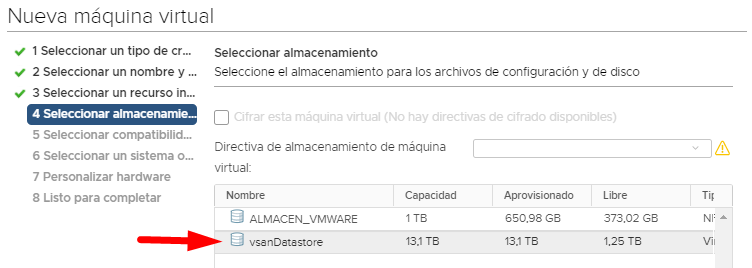 Nueva máquina virtual
1 Seleccionar un tipo de cr...
2 Seleccionar un nombre y ...
3 Seleccionar un recurso in...
4 Seleccionar almacenamie...
5 Seleccionar compatibilid...
6 Seleccionar un sistema o...
7 Personalizar hardware
8 Listo para completar
Seleccionar almacenamiento
Seleccione el almacenamiento para los archivos de configuración y de disco
Cifrar esta máquina virtual (No hay directivas de cifrado disponibles)
Directiva de almacenamiento de máquina
virtual:
Nombre Capacidad Aprovisionado Libre Tip
ALMACEN_VMWARE 1 TB 650,98 GB 373,02 GB
vsanDatastore 13,1 TB 13,1 TB 1,25 TB